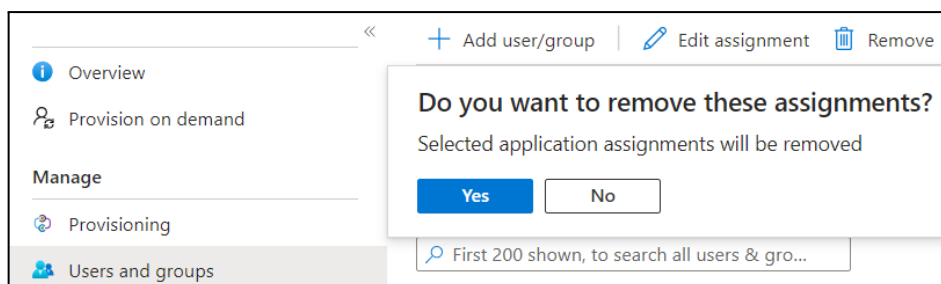 «
Overview
Provision on demand
Manage
Provisioning
Users and groups
Add user/group
Edit assignment
Remove
Do you want to remove these assignments?
Selected application assignments will be removed
Yes
No
First 200 shown, to search all users & gro...